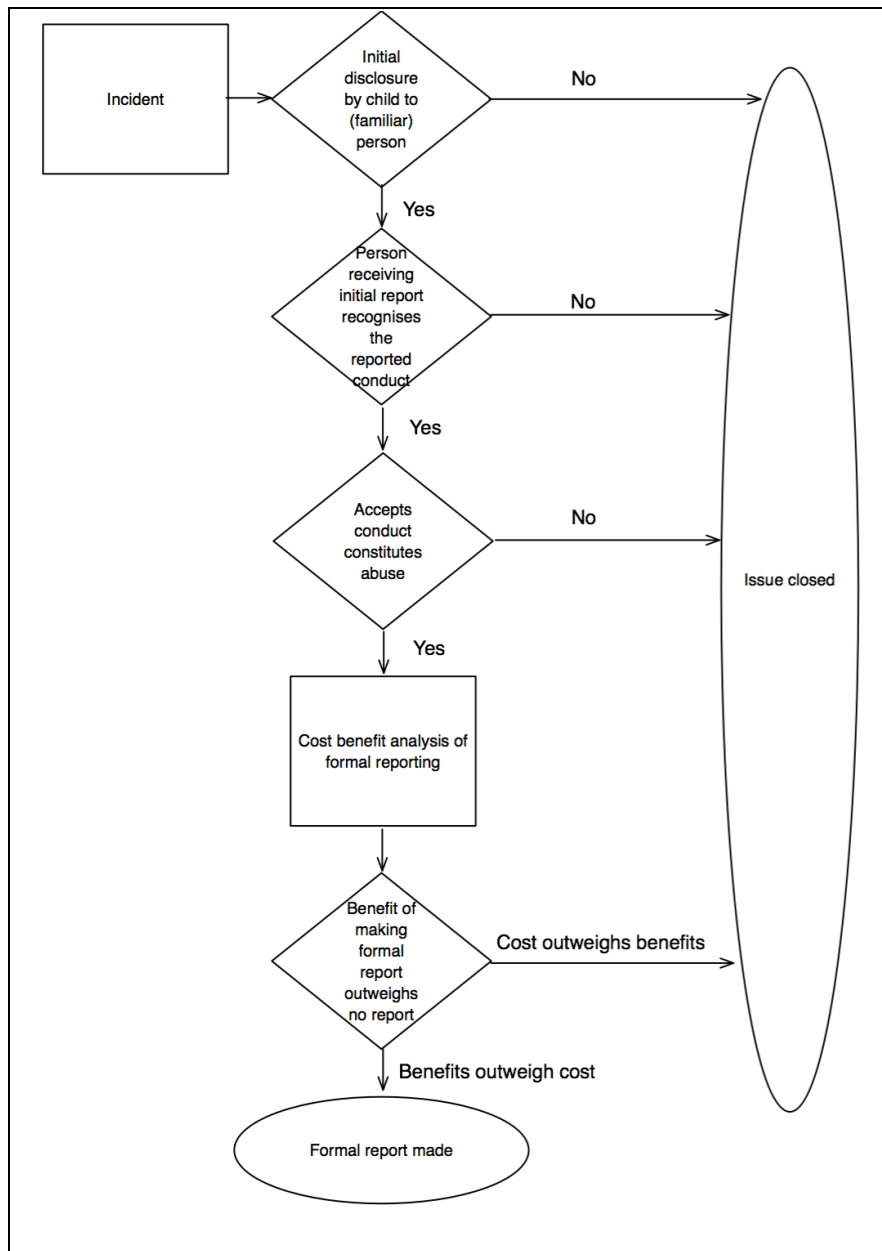 Incident
Initial
disclosure
by child to
(familiar)
person
No
Yes
Person
receiving
initial report
recognises
the
reported
conduct
No
Yes
Accepts
conduct
constitutes
abuse
No
Issue closed
Yes
Cost benefit analysis of
formal reporting
Benefit of
making
formal
report
outweighs
no report
Cost outweighs benefits
Benefits outweigh cost
Formal report made